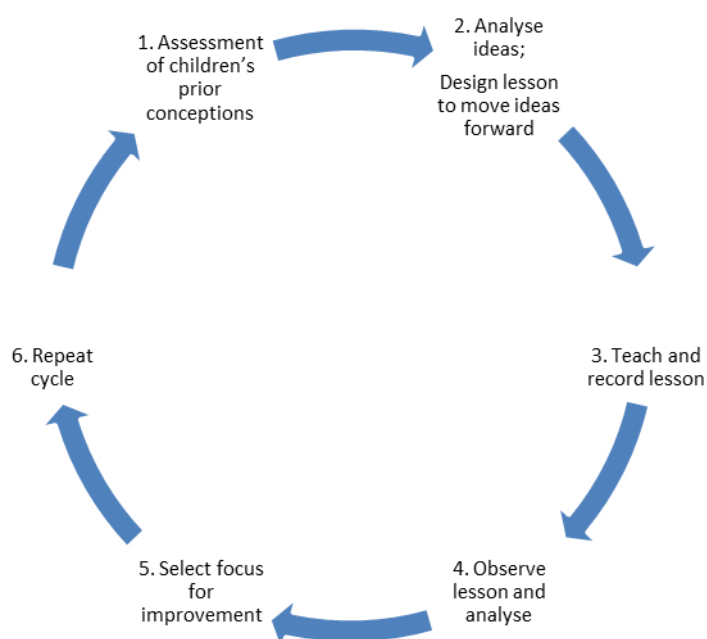 1. Assessment
of children's
prior
conceptions
2. Analyse
ideas;
Design lesson
to move ideas
forward
3. Teach and
record lesson
4. Observe
lesson and
analyse
5. Select focus
for
improvement
6. Repeat
cycle